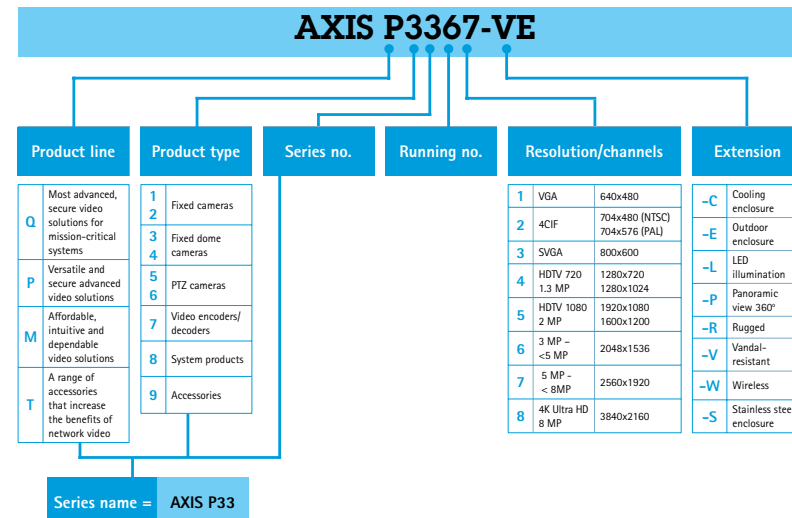 AXIS P3367-VE
Product line
Product type
Series no.
Running no.
Resolution/channels
Extension
Q
Most advanced,
secure video
solutions for
mission-critical
systems
P
Versatile and
secure advanced
video solutions
M
Affordable,
intuitive and
dependable
video solutions
T
A range of
accessories
that increase
the benefits of
network video
1
2
Fixed cameras
3
4
Fixed dome
cameras
5
6
PTZ cameras
7
Video encoders/
decoders
8
System products
9
Accessories
1 VGA 640x480
2 4CIF 704x480 (NTSC)
704x576 (PAL)
3 SVGA 800x600
4 HDTV 720 1280x720
1.3 MP 1280x1024
5 HDTV 1080 1920x1080
2 MP 1600x1200
6 3 MP – 2048x1536
<5 MP
7 5 MP - 2560x1920
< 8MP
8 4K Ultra HD 3840x2160
8 MP
-C Cooling
enclosure
-E Outdoor
enclosure
-L LED
illumination
-P Panoramic
view 360º
-R Rugged
-V Vandal-
resistant
-W Wireless
-S Stainless stee
enclosure
Series name = AXIS P33